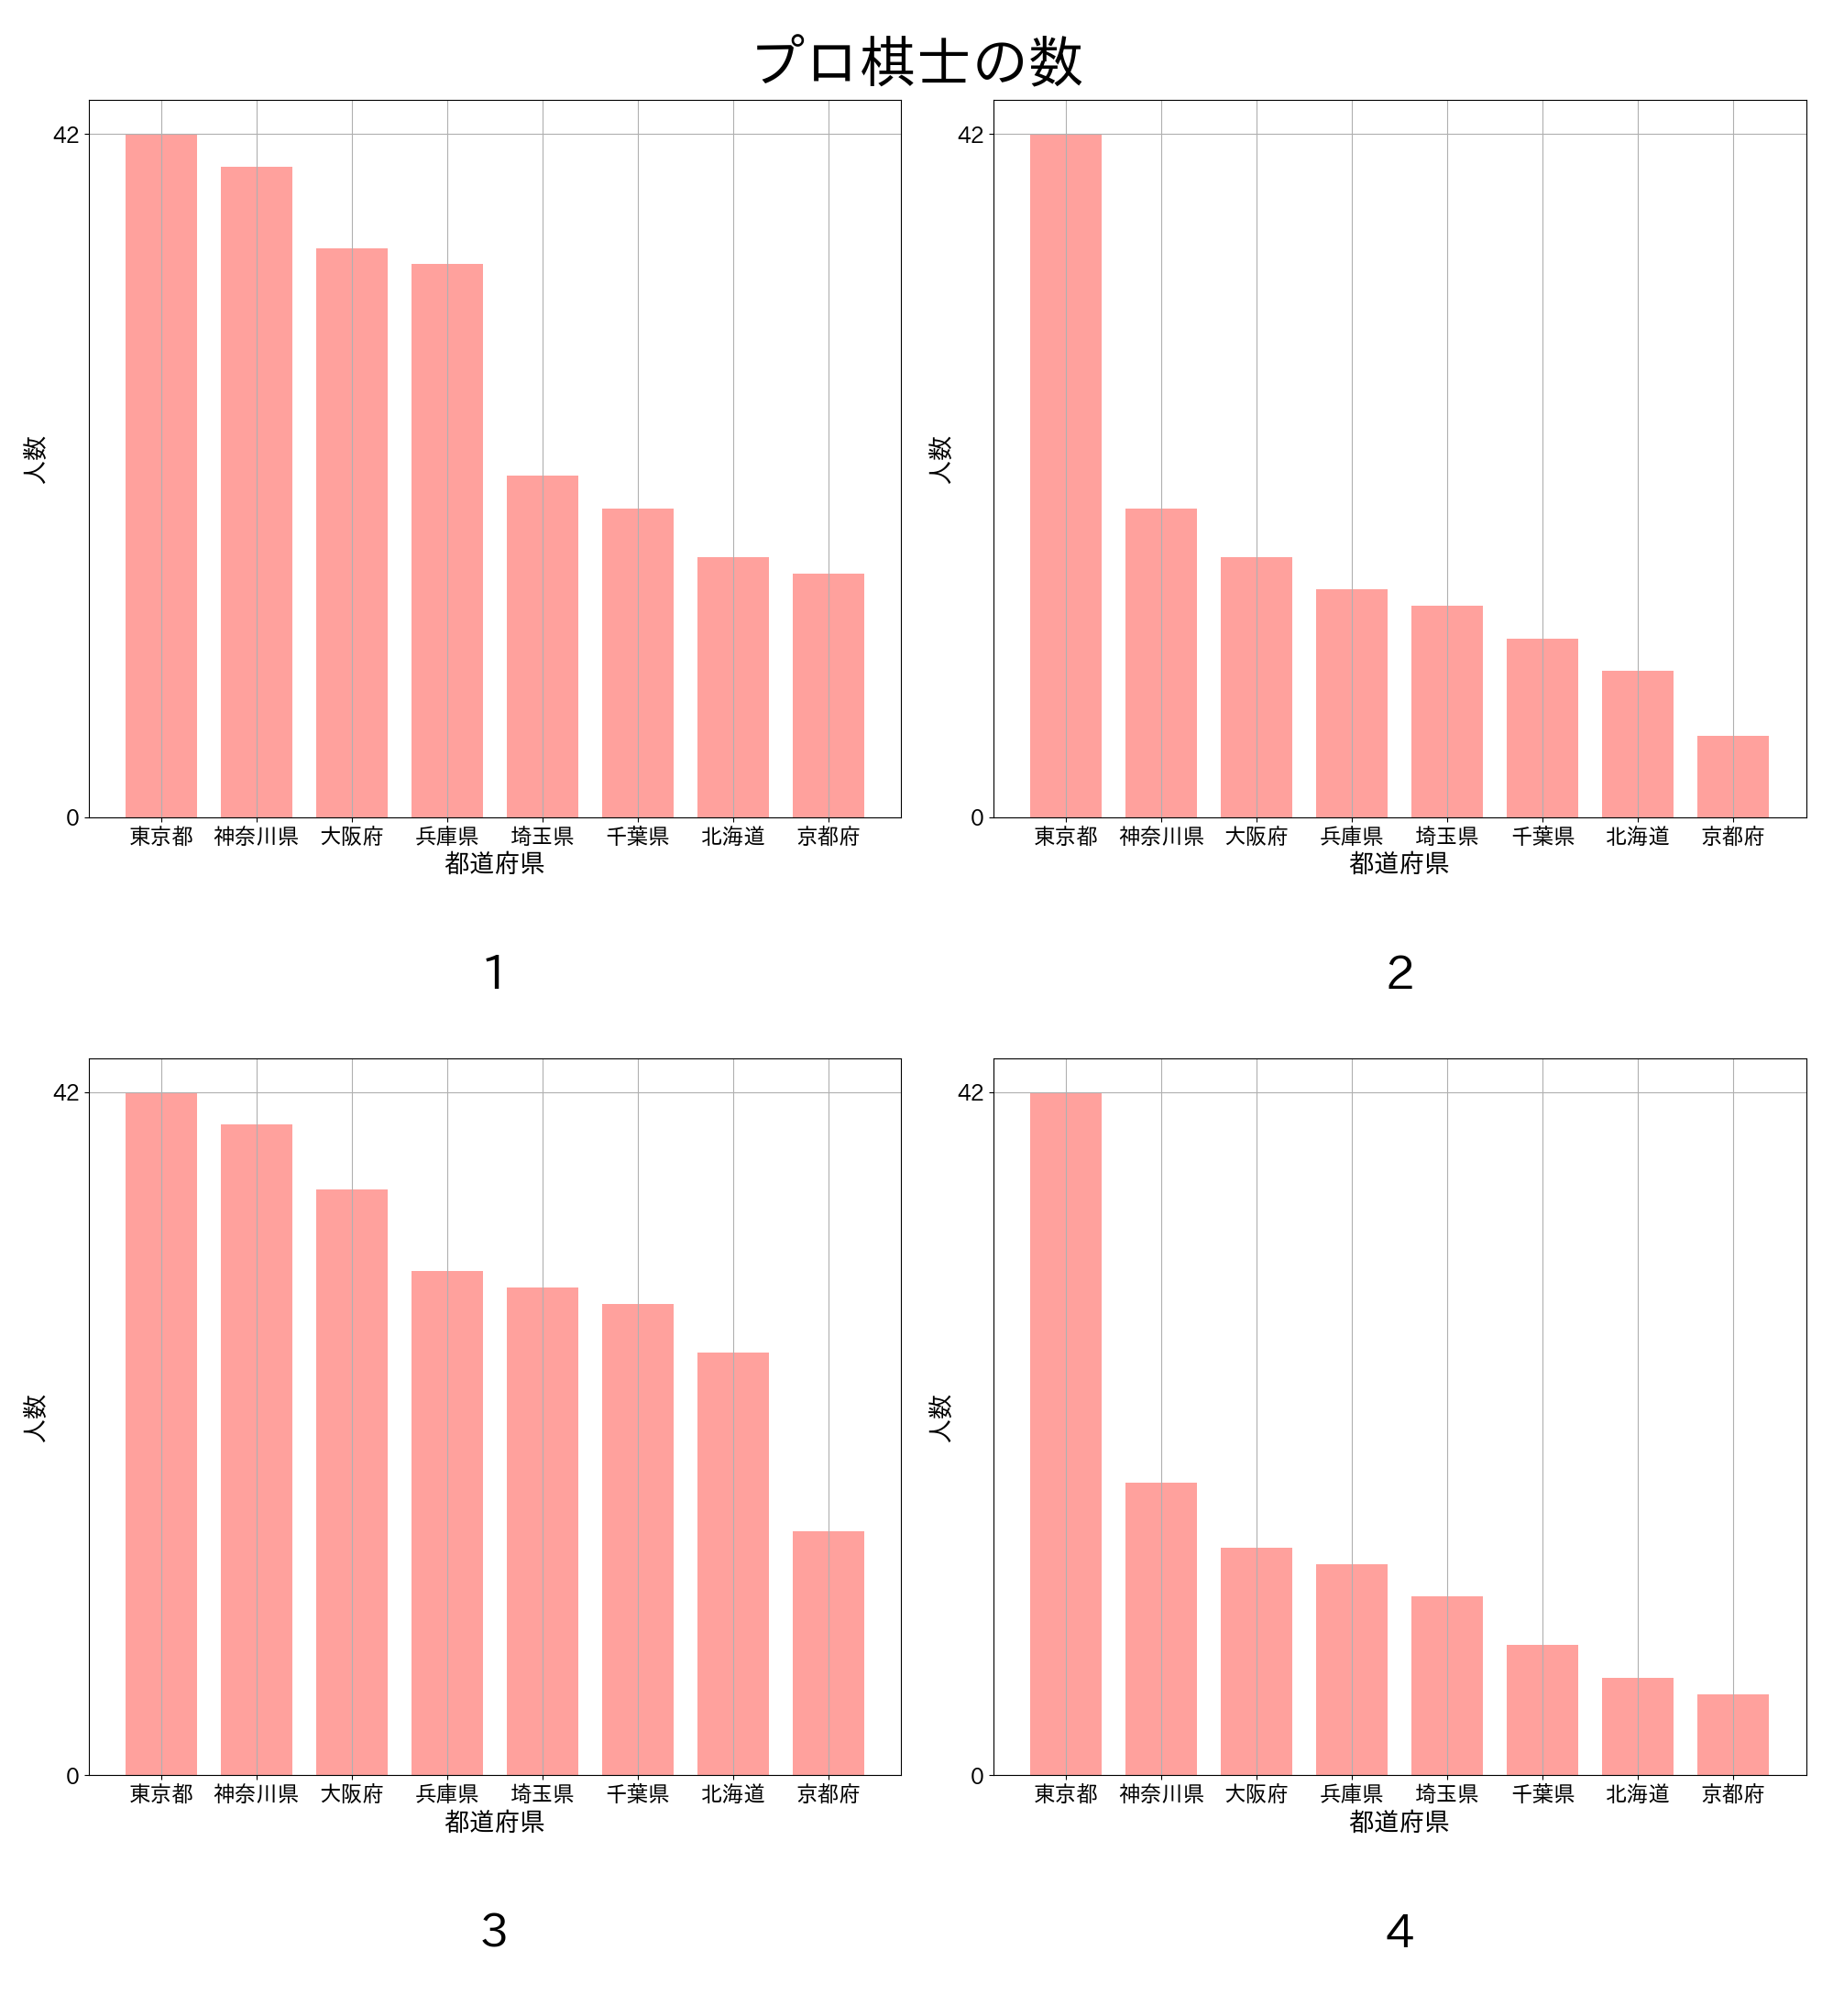 プロ棋士の数
42
0
人数
東京都 神奈川県 大阪府 兵庫県 埼玉県 千葉県 北海道 京都府
都道府県
1
42
0
人数
東京都 神奈川県 大阪府 兵庫県 埼玉県 千葉県 北海道 京都府
都道府県
2
42
0
人数
東京都 神奈川県 大阪府 兵庫県 埼玉県 千葉県 北海道 京都府
都道府県
3
42
0
人数
東京都 神奈川県 大阪府 兵庫県 埼玉県 千葉県 北海道 京都府
都道府県
4